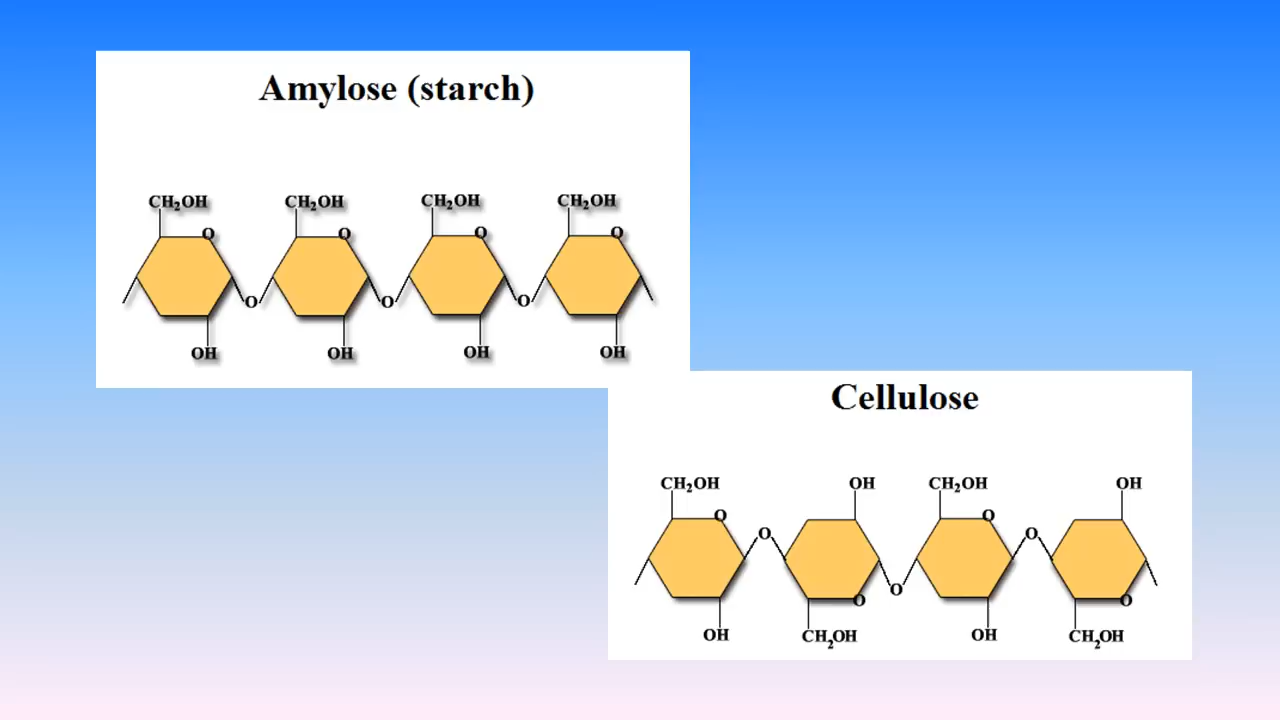 Amylose (starch)
CH₂OH CH₂OH CH₂OH CH₂OH
O O O O
O O O
OH OH OH OH
Cellulose
CH₂OH OH CH₂OH OH
O O
O O
O
O O
OH CH₂OH OH CH₂OH